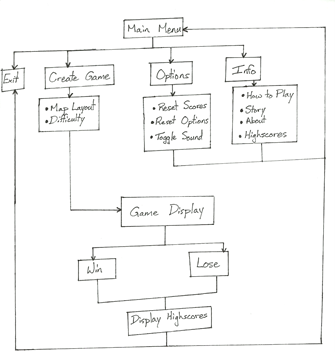 Main Menu
Exit
Create Game
Options
Info
• Map Layout
• Difficulty
• Reset Scores
• Reset Options
• Toggle Sound
• How to Play
• Story
• About
• Highscores
Game Display
Win
Lose
Display Highscores